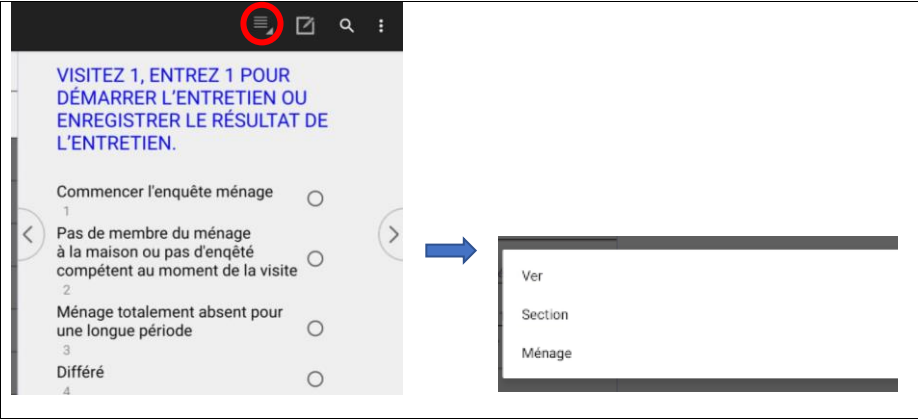 VISITEZ 1, ENTREZ 1 POUR
DÉMARRER L'ENTRETIEN OU
ENREGISTRER LE RÉSULTAT DE
L'ENTRETIEN.
Commencer l'enquête ménage
1
Pas de membre du ménage
à la maison ou pas d'enqêté
compétent au moment de la visite
2
Ménage totalement absent pour
une longue période
3
Différé
4
Ver
Section
Ménage